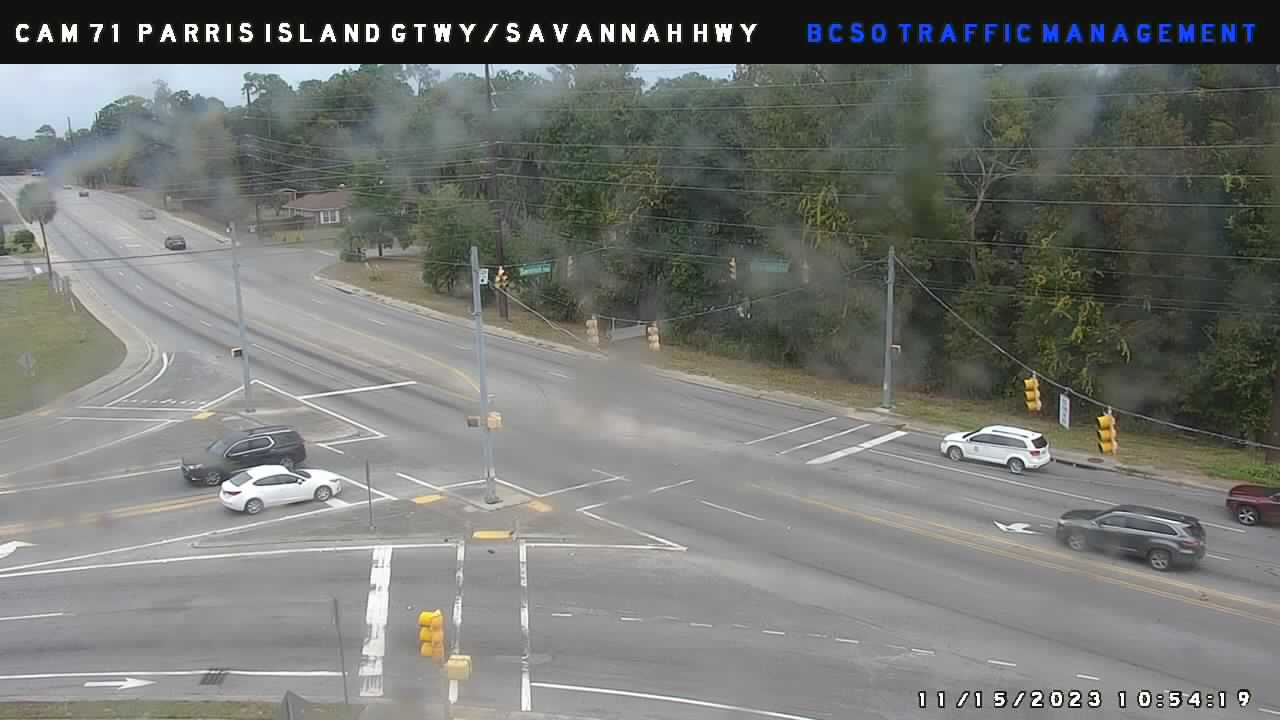 CAM 71 PARRIS ISLAND GTWY/SAVANNAH HWY
BCSO TRAFFIC MANAGEMENT
11/15/2023 10:54:19